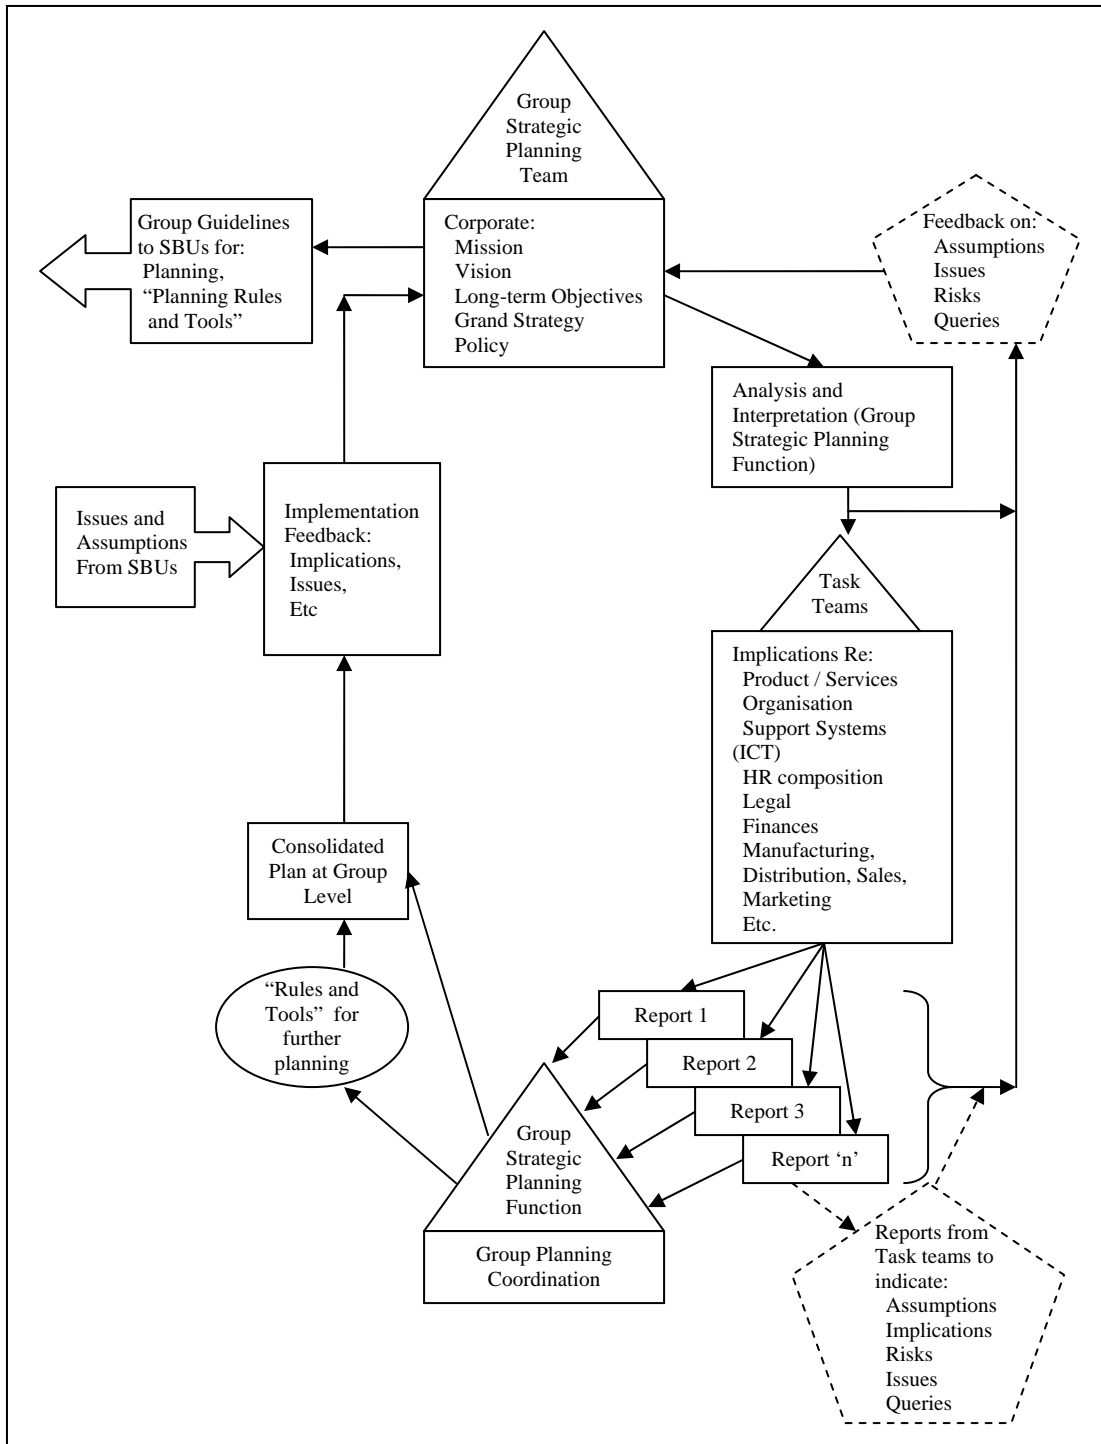 Group
Strategic
Planning
Team
Group Guidelines
to SBUs for:
Planning,
“Planning Rules
and Tools”
Corporate:
Mission
Vision
Long-term Objectives
Grand Strategy
Policy
Feedback on:
Assumptions
Issues
Risks
Queries
Analysis and
Interpretation (Group
Strategic Planning
Function)
Issues and
Assumptions
From SBUs
Implementation
Feedback:
Implications,
Issues,
Etc
Task
Teams
Implications Re:
Product / Services
Organisation
Support Systems
(ICT)
HR composition
Legal
Finances
Manufacturing,
Distribution, Sales,
Marketing
Etc.
Consolidated
Plan at Group
Level
“Rules and
Tools” for
further
planning
Report 1
Report 2
Report 3
Report ‘n’
Group
Strategic
Planning
Function
Group Planning
Coordination
Reports from
Task teams to
indicate:
Assumptions
Implications
Risks
Issues
Queries